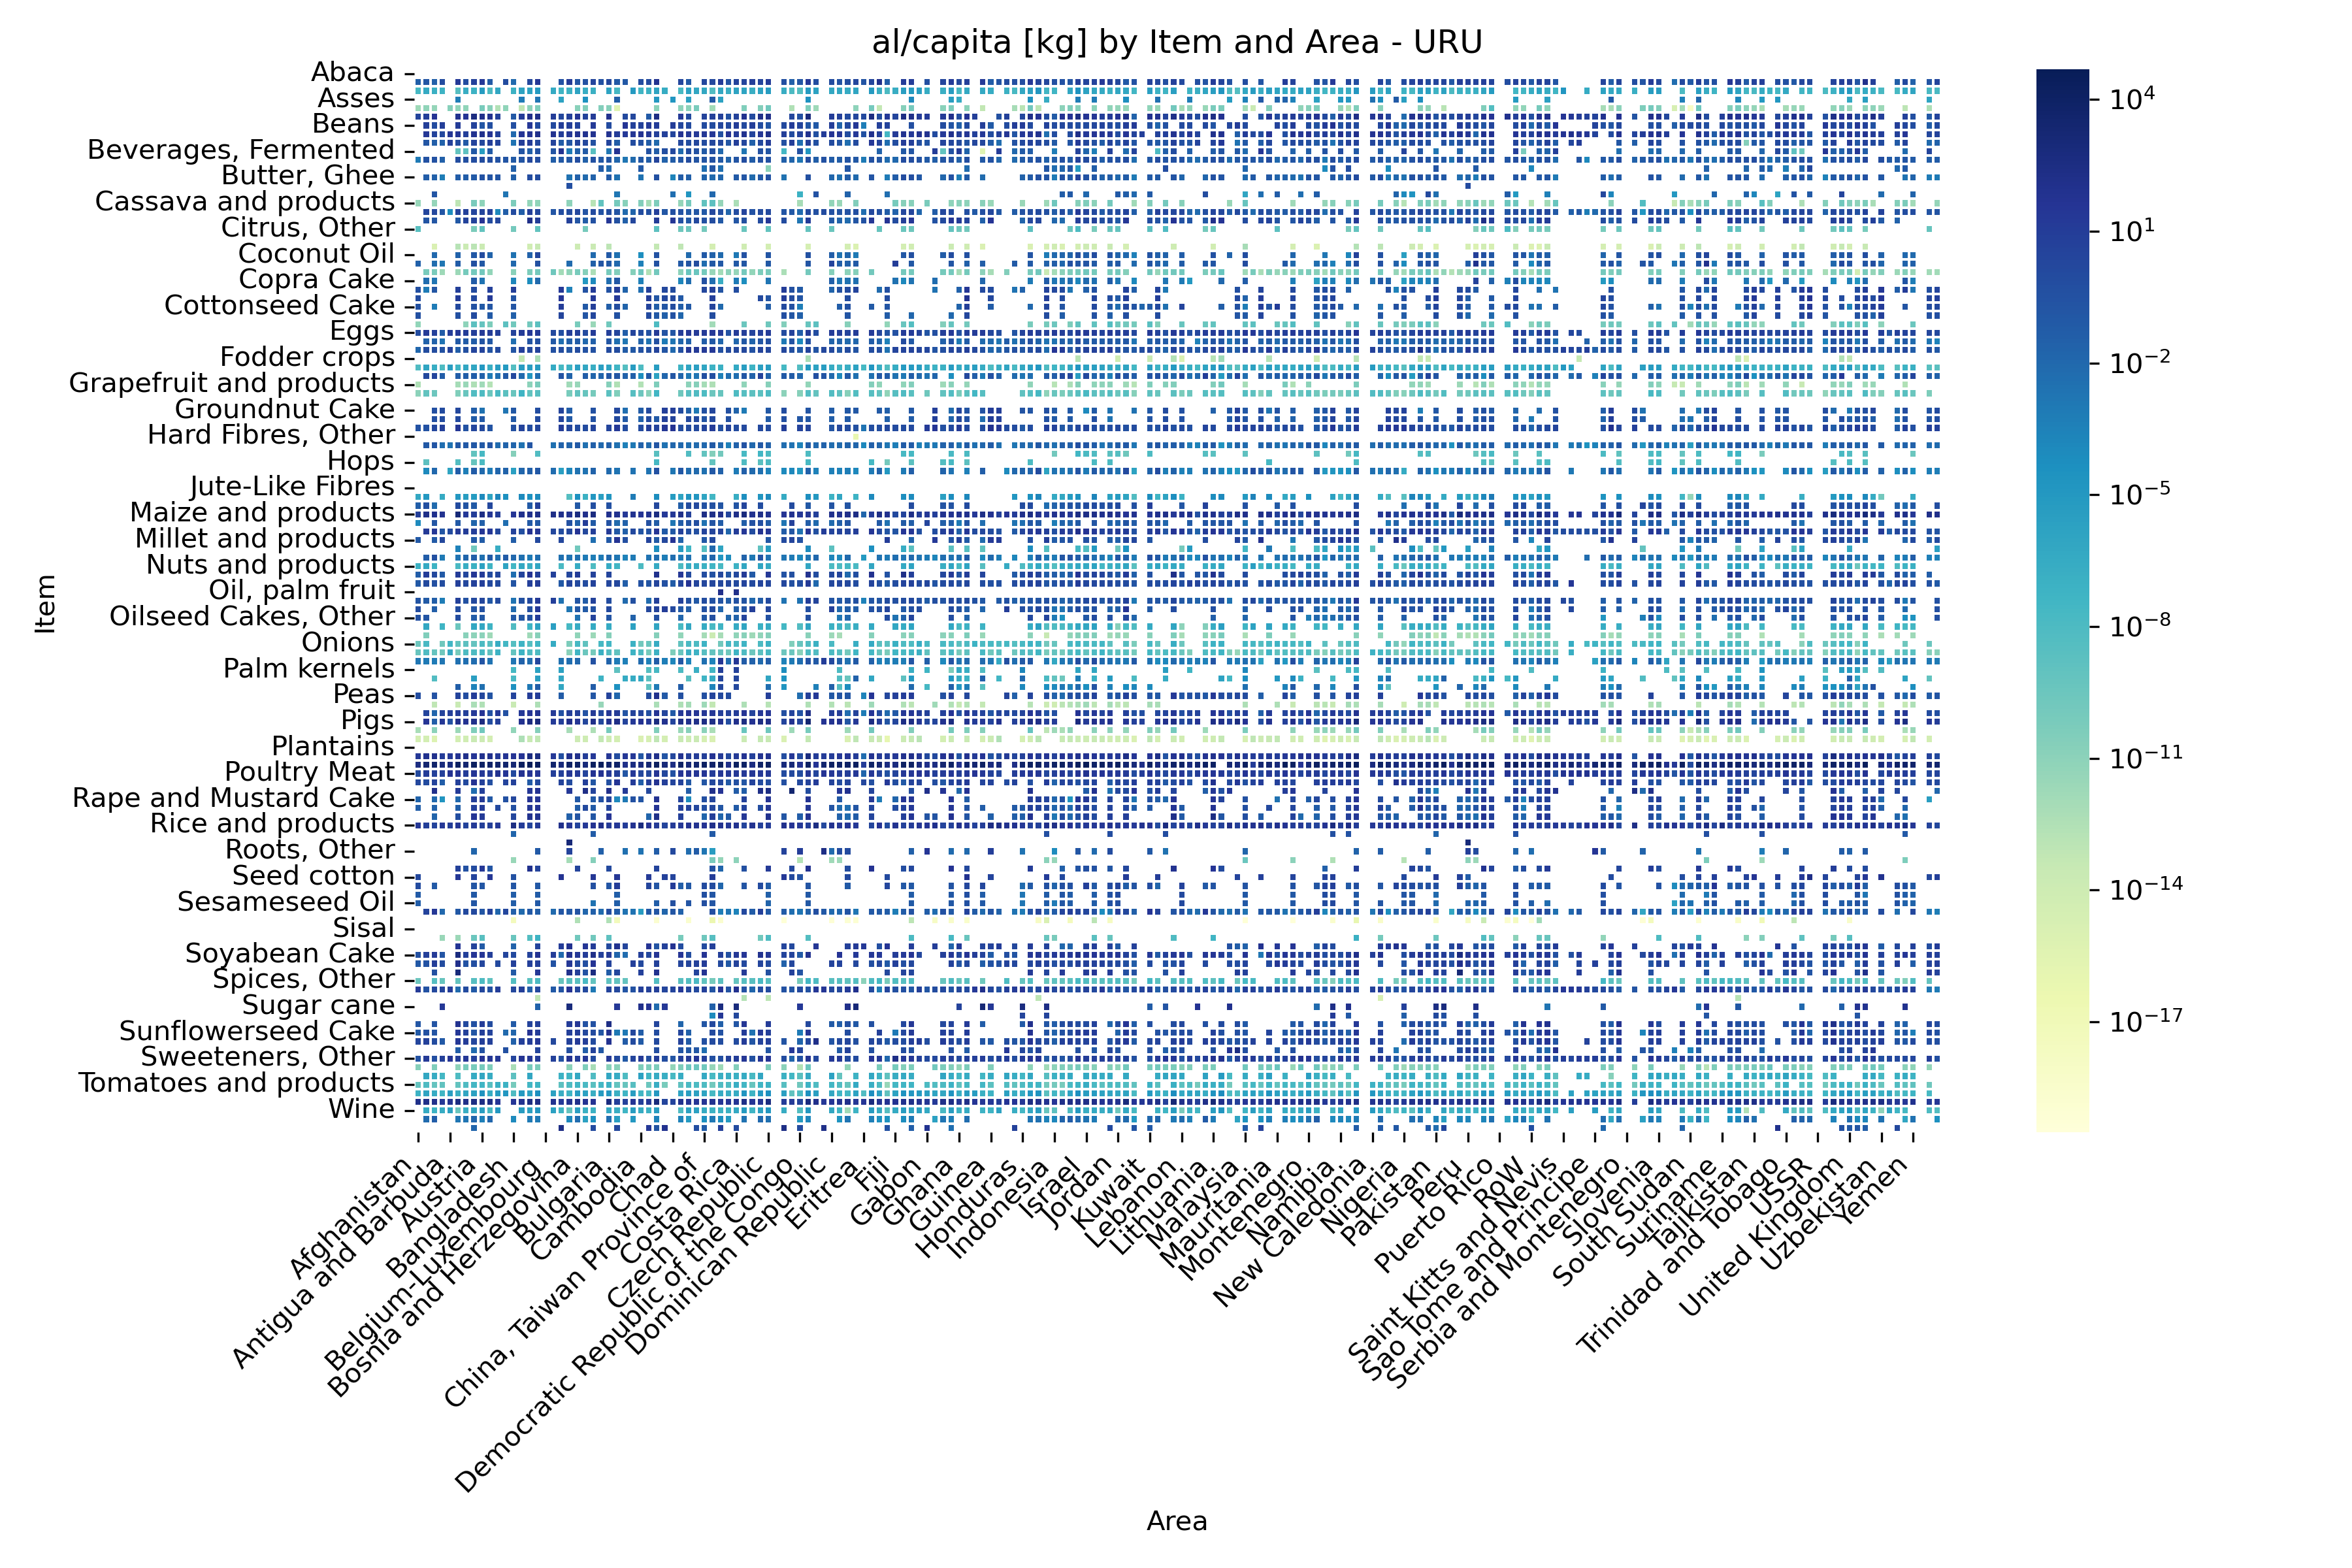 al/capita [kg] by Item and Area - URU
Item
Abaca
Asses
Beans
Beverages, Fermented
Butter, Ghee
Cassava and products
Citrus, Other
Coconut Oil
Copra Cake
Cottonseed Cake
Eggs
Fodder crops
Grapefruit and products
Groundnut Cake
Hard Fibres, Other
Hops
Jute-Like Fibres
Maize and products
Millet and products
Nuts and products
Oil, palm fruit
Oilseed Cakes, Other
Onions
Palm kernels
Peas
Pigs
Plantains
Poultry Meat
Rape and Mustard Cake
Rice and products
Roots, Other
Seed cotton
Sesameseed Oil
Sisal
Soyabean Cake
Spices, Other
Sugar cane
Sunflowerseed Cake
Sweeteners, Other
Tomatoes and products
Wine
Afghanistan
Antigua and Barbuda
Austria
Bangladesh
Belgium-Luxembourg
Bosnia and Herzegovina
Bulgaria
Cambodia
Chad
China, Taiwan Province of
Costa Rica
Czech Republic
Democratic Republic of the Congo
Dominican Republic
Eritrea
Fiji
Gabon
Ghana
Guinea
Honduras
Indonesia
Israel
Jordan
Kuwait
Lebanon
Lithuania
Malaysia
Mauritania
Montenegro
Namibia
New Caledonia
Nigeria
Pakistan
Peru
Puerto Rico
RoW
Saint Kitts and Nevis
Sao Tome and Principe
Serbia and Montenegro
Slovenia
South Sudan
Suriname
Tajikistan
Trinidad and Tobago
USSR
United Kingdom
Uzbekistan
Yemen
Area
10⁴
10¹
10⁻²
10⁻⁵
10⁻⁸
10⁻¹¹
10⁻¹⁴
10⁻¹⁷